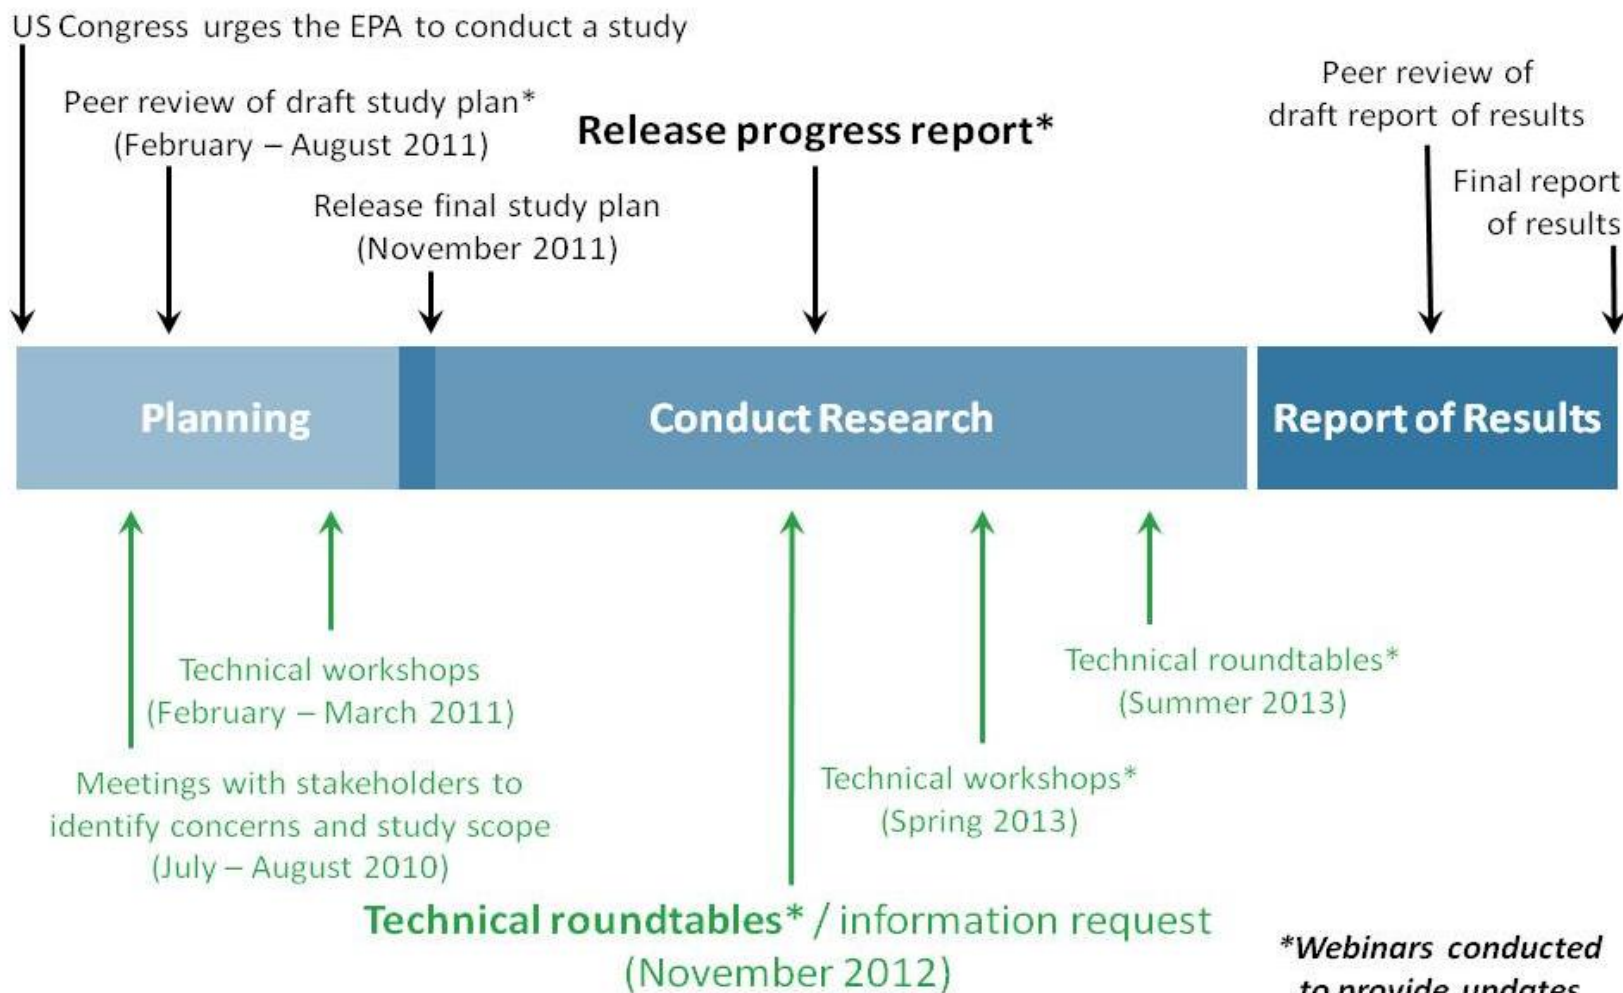 US Congress urges the EPA to conduct a study
Peer review of draft study plan*
(February – August 2011)
Release final study plan
(November 2011)
Release progress report*
Peer review of
draft report of results
Final report
of results
Planning
Conduct Research
Report of Results
Technical workshops
(February – March 2011)
Meetings with stakeholders to
identify concerns and study scope
(July – August 2010)
Technical roundtables* / information request
(November 2012)
Technical workshops*
(Spring 2013)
Technical roundtables*
(Summer 2013)
*Webinars conducted
to provide updates